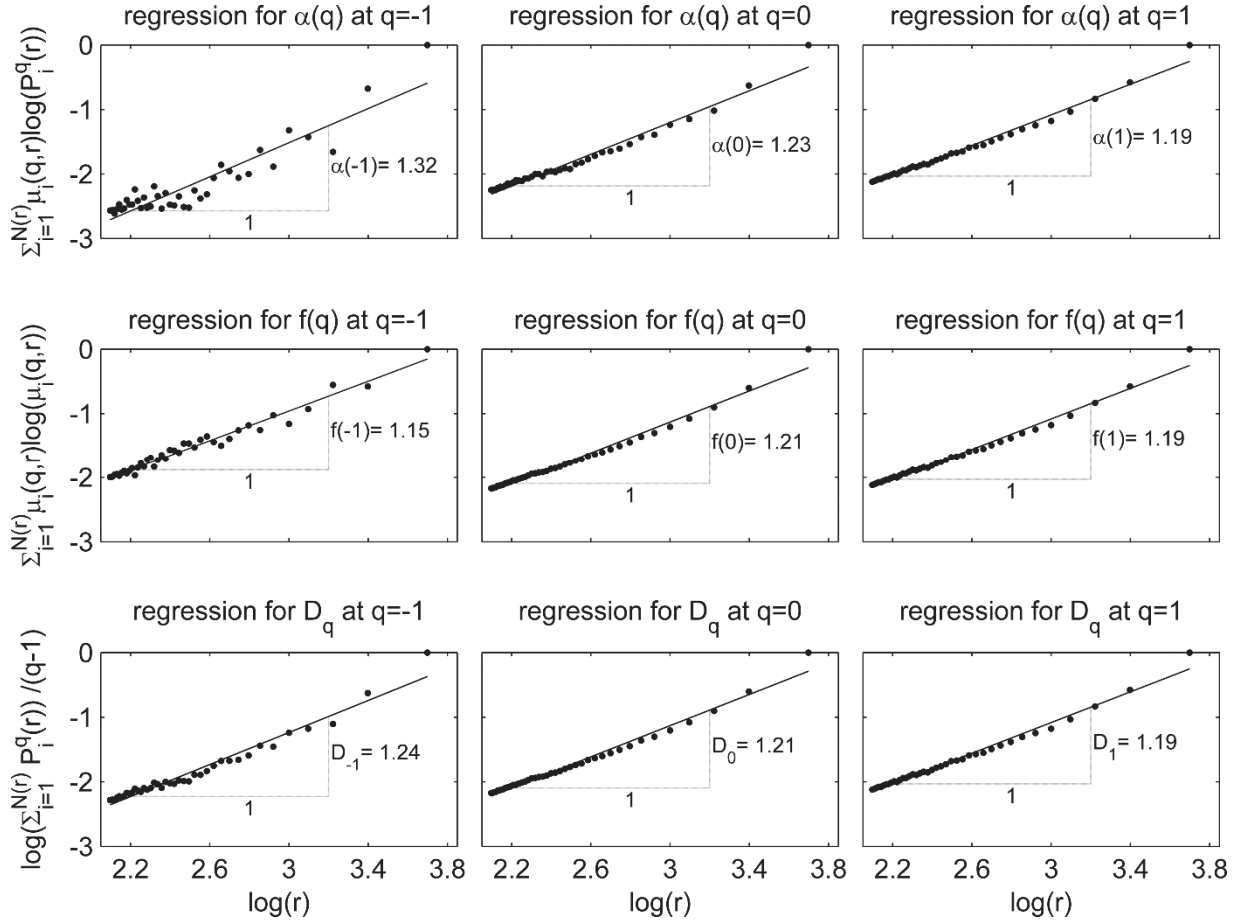 regression for α(q) at q=-1
regression for α(q) at q=0
regression for α(q) at q=1
Σ_{i=1}^{N(r)} μ_i(q,r)log(P_i^q(r))
0
-1
-2
-3
α(-1)= 1.32
1
α(0)= 1.23
1
α(1)= 1.19
1
regression for f(q) at q=-1
regression for f(q) at q=0
regression for f(q) at q=1
Σ_{i=1}^{N(r)} μ_i(q,r)log(μ_i(q,r))
0
-1
-2
-3
f(-1)= 1.15
1
f(0)= 1.21
1
f(1)= 1.19
1
regression for D_q at q=-1
regression for D_q at q=0
regression for D_q at q=1
log(Σ_{i=1}^{N(r)} P_i^q(r)) /(q-1)
0
-1
-2
-3
D_{-1}= 1.24
1
D_0= 1.21
1
D_1= 1.19
1
2.2 2.6 3 3.4 3.8
2.2 2.6 3 3.4 3.8
2.2 2.6 3 3.4 3.8
log(r)
log(r)
log(r)